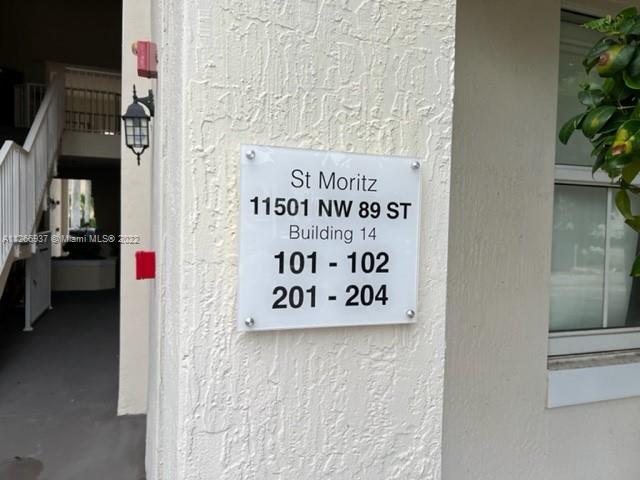 St Moritz
11501 NW 89 ST
Building 14
101 - 102
201 - 204
A11266937 © Miami MLS ® 2022